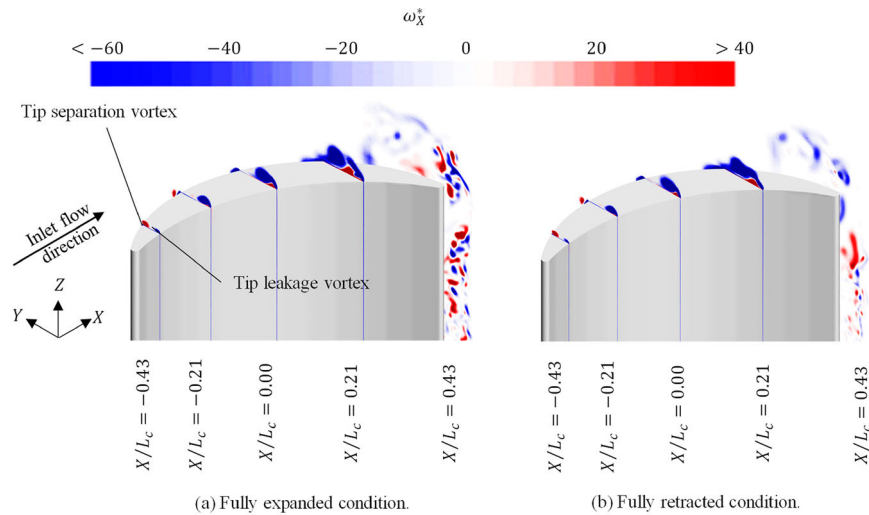 ω*X
< −60 −40 −20 0 20 > 40
Tip separation vortex
Inlet flow
direction
Tip leakage vortex
Z
Y X
X/Lc = −0.43
X/Lc = −0.21
X/Lc = 0.00
X/Lc = 0.21
X/Lc = 0.43
X/Lc = −0.43
X/Lc = −0.21
X/Lc = 0.00
X/Lc = 0.21
X/Lc = 0.43
(a) Fully expanded condition.
(b) Fully retracted condition.